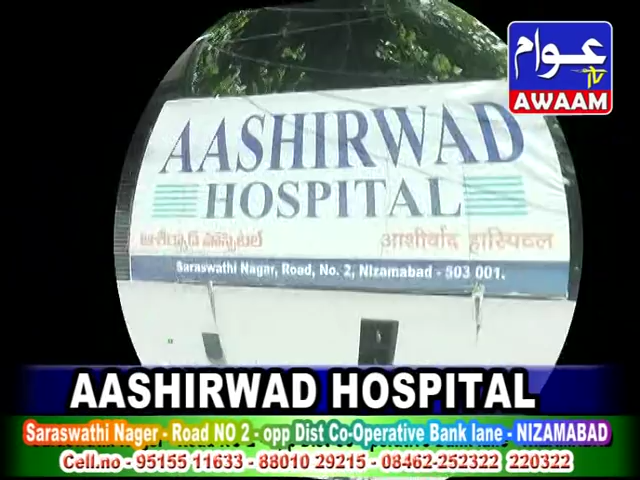 عوام
TV
AWAAM
AASHIRWAD
HOSPITAL
ఆశీర్వాద్ హాస్పిటల్ आशीर्वाद हास्पिटल
Saraswathi Nagar, Road, No. 2, Nizamabad - 503 001.
AASHIRWAD HOSPITAL
Saraswathi Nager - Road NO 2 - opp Dist Co-Operative Bank lane - NIZAMABAD
Cell.no - 95155 11633 - 88010 29215 - 08462-252322 220322